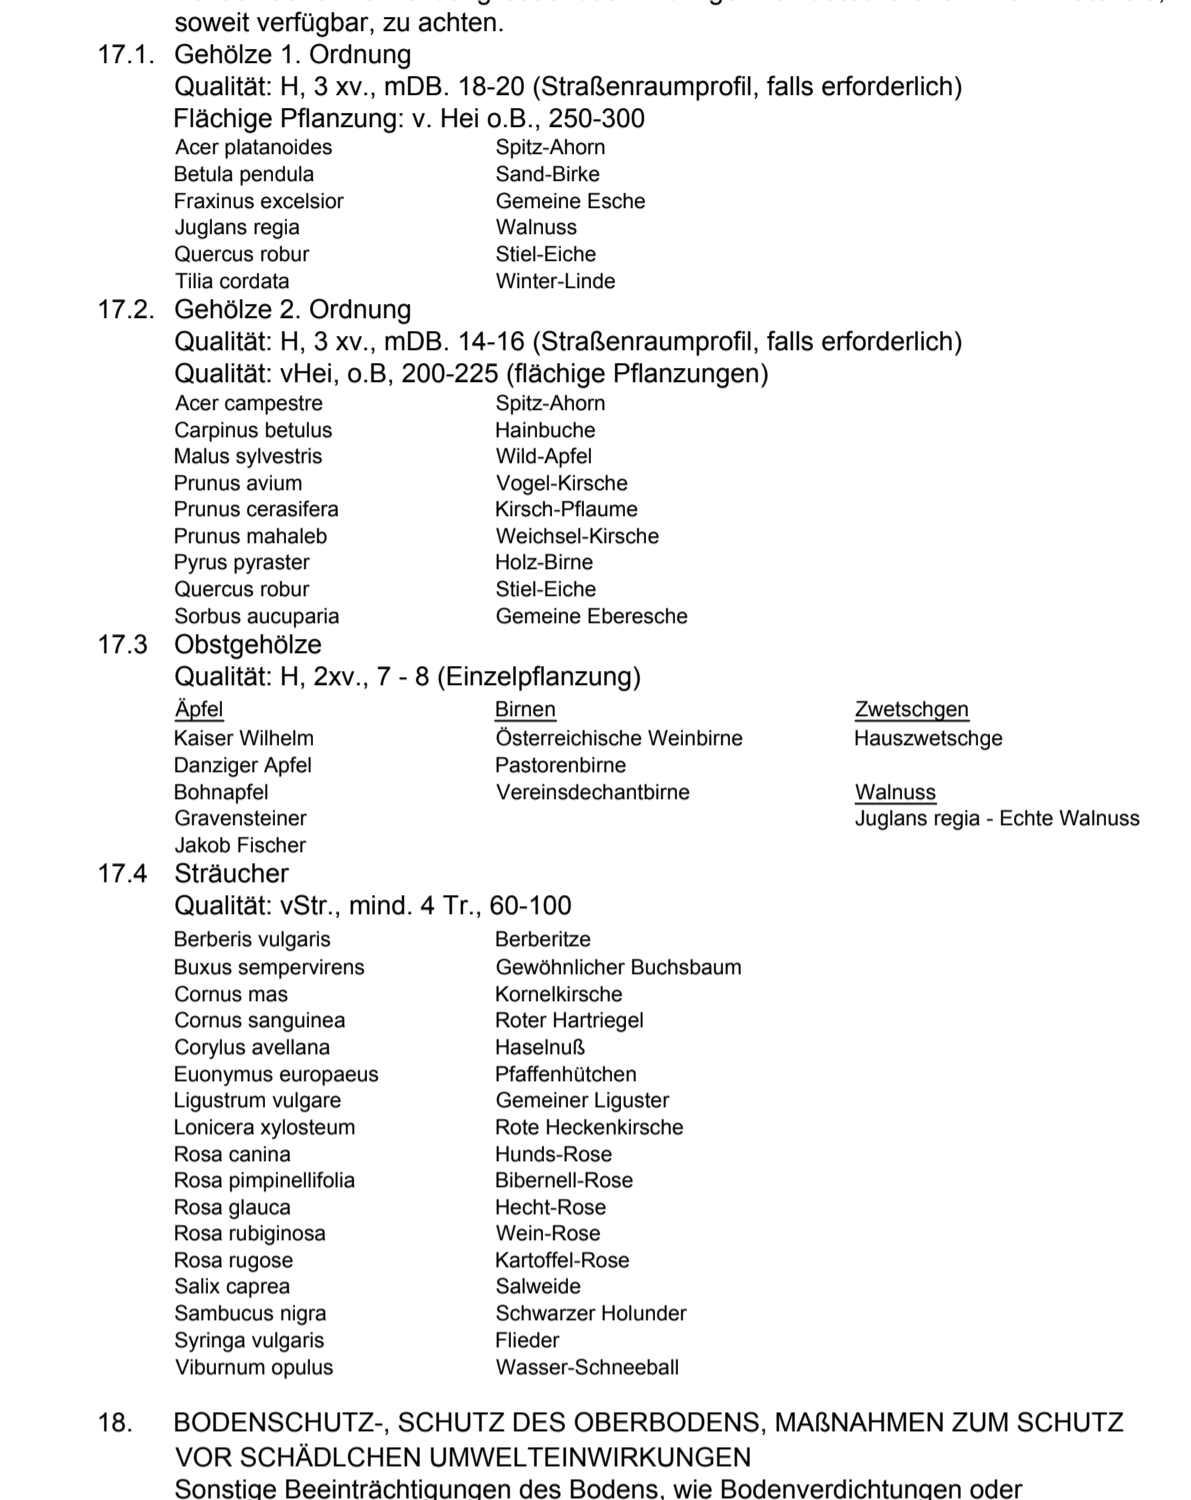 soweit verfügbar, zu achten.
17.1. Gehölze 1. Ordnung
Qualität: H, 3 xv., mDB. 18-20 (Straßenraumprofil, falls erforderlich)
Flächige Pflanzung: v. Hei o.B., 250-300
Acer platanoides Spitz-Ahorn
Betula pendula Sand-Birke
Fraxinus excelsior Gemeine Esche
Juglans regia Walnuss
Quercus robur Stiel-Eiche
Tilia cordata Winter-Linde
17.2. Gehölze 2. Ordnung
Qualität: H, 3 xv., mDB. 14-16 (Straßenraumprofil, falls erforderlich)
Qualität: vHei, o.B, 200-225 (flächige Pflanzungen)
Acer campestre Spitz-Ahorn
Carpinus betulus Hainbuche
Malus sylvestris Wild-Apfel
Prunus avium Vogel-Kirsche
Prunus cerasifera Kirsch-Pflaume
Prunus mahaleb Weichsel-Kirsche
Pyrus pyraster Holz-Birne
Quercus robur Stiel-Eiche
Sorbus aucuparia Gemeine Eberesche
17.3 Obstgehölze
Qualität: H, 2xv., 7 - 8 (Einzelpflanzung)
Äpfel Birnen Zwetschgen
Kaiser Wilhelm Österreichische Weinbirne Hauszwetschge
Danziger Apfel Pastorenbirne
Bohnapfel Vereinsdechantbirne Walnuss
Gravensteiner Juglans regia - Echte Walnuss
Jakob Fischer
17.4 Sträucher
Qualität: vStr., mind. 4 Tr., 60-100
Berberis vulgaris Berberitze
Buxus sempervirens Gewöhnlicher Buchsbaum
Cornus mas Kornelkirsche
Cornus sanguinea Roter Hartriegel
Corylus avellana Haselnuß
Euonymus europaeus Pfaffenhütchen
Ligustrum vulgare Gemeiner Liguster
Lonicera xylosteum Rote Heckenkirsche
Rosa canina Hunds-Rose
Rosa pimpinellifolia Bibernell-Rose
Rosa glauca Hecht-Rose
Rosa rubiginosa Wein-Rose
Rosa rugose Kartoffel-Rose
Salix caprea Salweide
Sambucus nigra Schwarzer Holunder
Syringa vulgaris Flieder
Viburnum opulus Wasser-Schneeball
18. BODENSCHUTZ-, SCHUTZ DES OBERBODENS, MAßNAHMEN ZUM SCHUTZ
VOR SCHÄDLCHEN UMWELTEINWIRKUNGEN
Sonstige Beeinträchtigungen des Bodens, wie Bodenverdichtungen oder